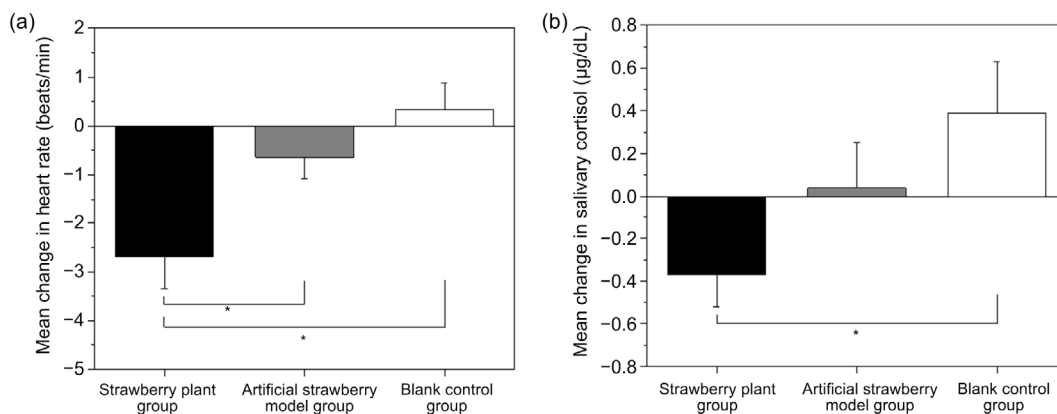 (a)
Mean change in heart rate (beats/min)
2
1
0
−1
−2
−3
−4
−5
*
*
Strawberry plant
group
Artificial strawberry
model group
Blank control
group
(b)
Mean change in salivary cortisol (µg/dL)
0.8
0.6
0.4
0.2
0.0
−0.2
−0.4
−0.6
−0.8
*
Strawberry plant
group
Artificial strawberry
model group
Blank control
group